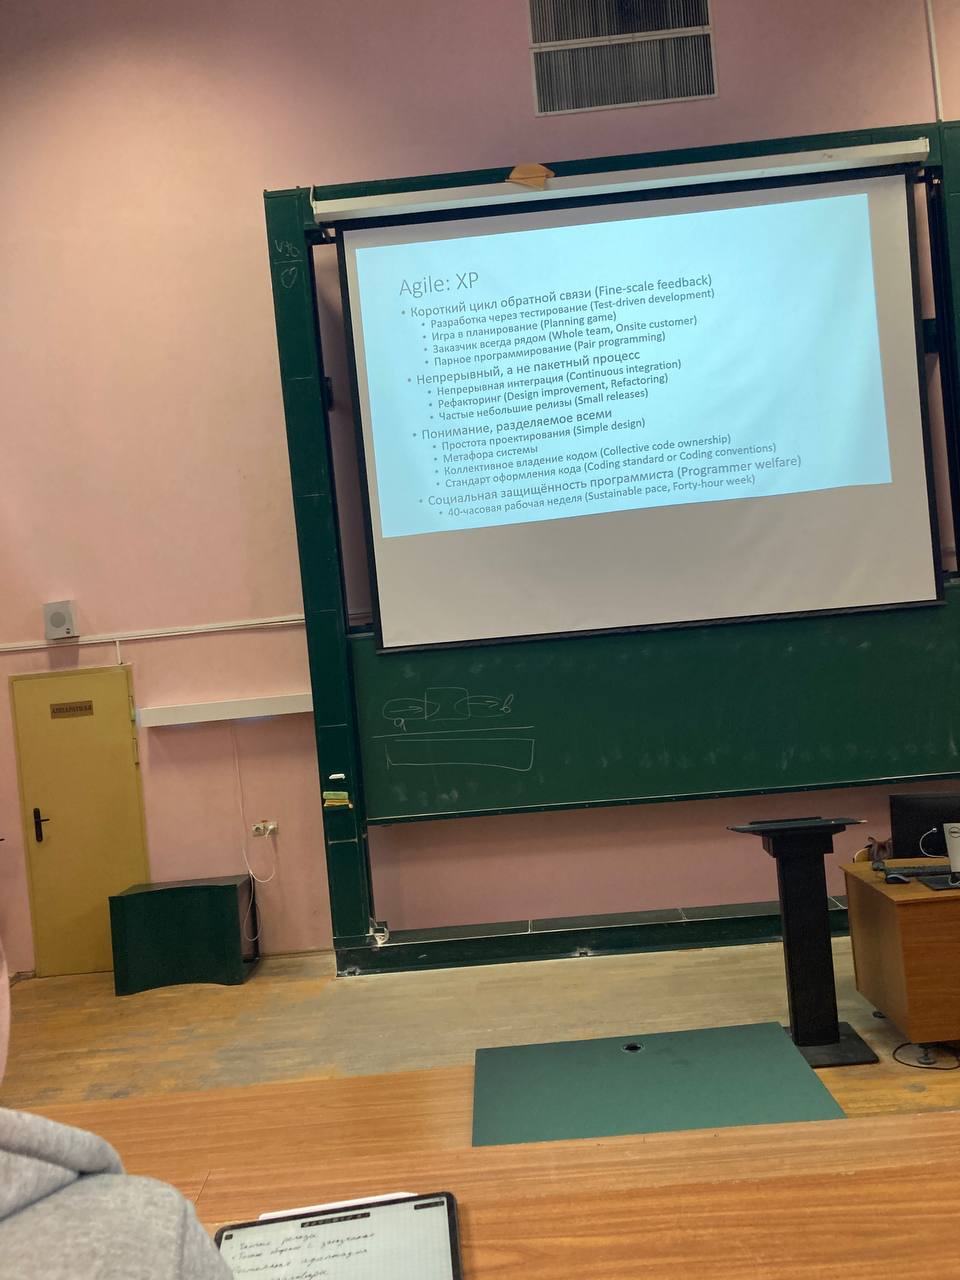 Agile: XP
• Короткий цикл обратной связи (Fine-scale feedback)
• Разработка через тестирование (Test-driven development)
• Игра в планирование (Planning game)
• Заказчик всегда рядом (Whole team, Onsite customer)
• Парное программирование (Pair programming)
• Непрерывный, а не пакетный процесс
• Непрерывная интеграция (Continuous integration)
• Рефакторинг (Design improvement, Refactoring)
• Частые небольшие релизы (Small releases)
• Понимание, разделяемое всеми
• Простота проектирования (Simple design)
• Метафора системы
• Коллективное владение кодом (Collective code ownership)
• Стандарт оформления кода (Coding standard or Coding conventions)
• Социальная защищённость программиста (Programmer welfare)
• 40-часовая рабочая неделя (Sustainable pace, Forty-hour week)
АППАРАТНАЯ
a
b
DELL
релизы
адаптация